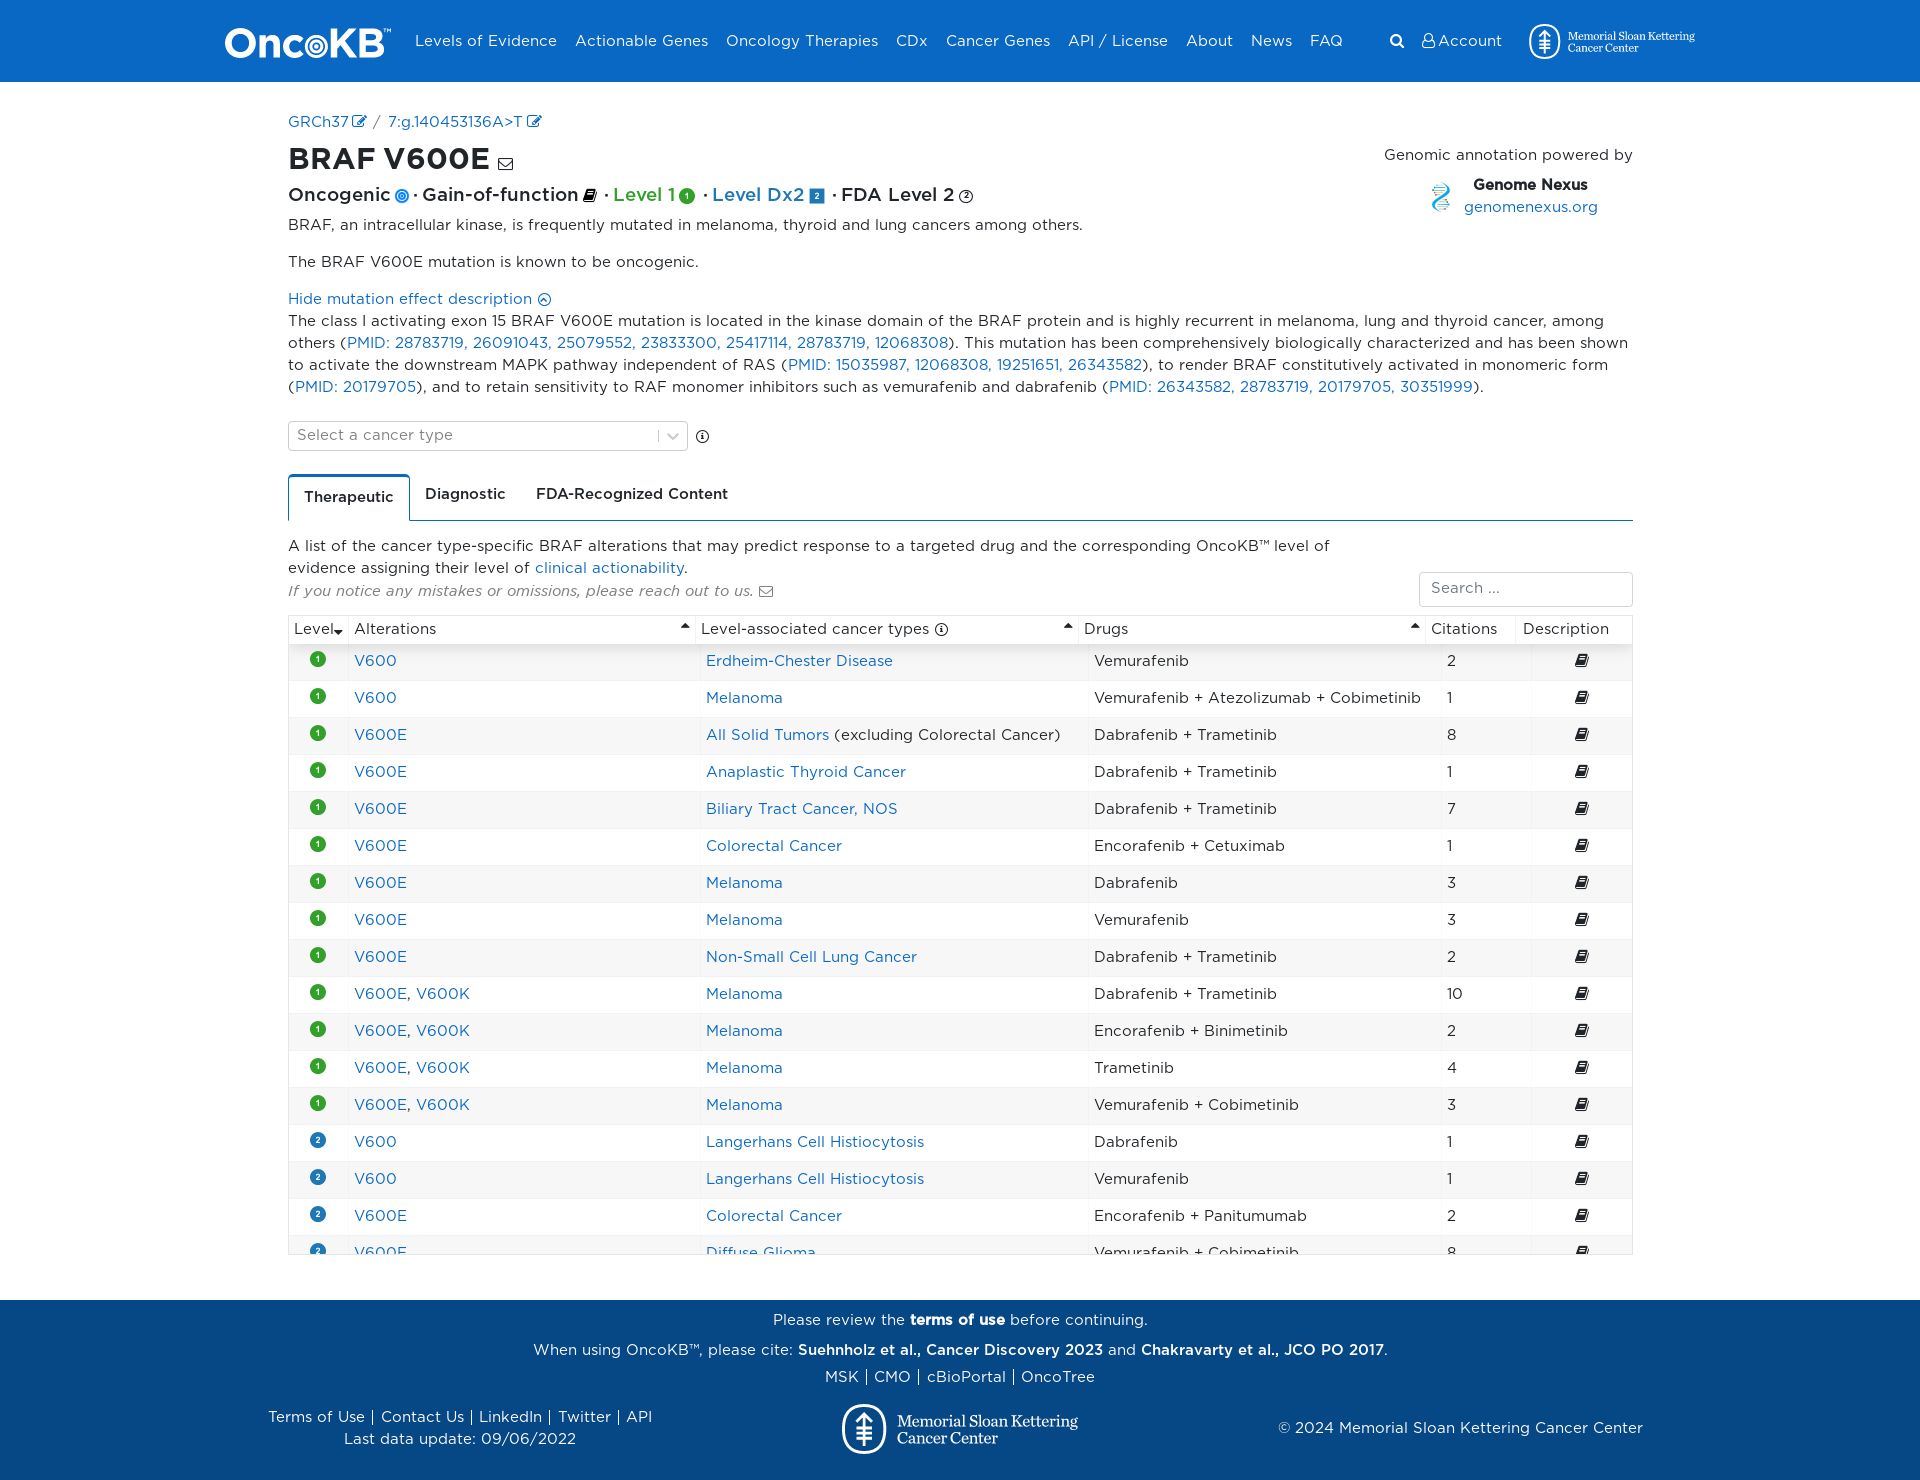 OncoKB™ Levels of Evidence Actionable Genes Oncology Therapies CDx Cancer Genes API / License About News FAQ Account Memorial Sloan Kettering Cancer Center
GRCh37 / 7:g.140453136A>T
BRAF V600E
Genomic annotation powered by
Genome Nexus
genomenexus.org
Oncogenic · Gain-of-function · Level 1 1 · Level Dx2 2 · FDA Level 2 2
BRAF, an intracellular kinase, is frequently mutated in melanoma, thyroid and lung cancers among others.
The BRAF V600E mutation is known to be oncogenic.
Hide mutation effect description
The class I activating exon 15 BRAF V600E mutation is located in the kinase domain of the BRAF protein and is highly recurrent in melanoma, lung and thyroid cancer, among
others (PMID: 28783719, 26091043, 25079552, 23833300, 25417114, 28783719, 12068308). This mutation has been comprehensively biologically characterized and has been shown
to activate the downstream MAPK pathway independent of RAS (PMID: 15035987, 12068308, 19251651, 26343582), to render BRAF constitutively activated in monomeric form
(PMID: 20179705), and to retain sensitivity to RAF monomer inhibitors such as vemurafenib and dabrafenib (PMID: 26343582, 28783719, 20179705, 30351999).
Select a cancer type
Therapeutic Diagnostic FDA-Recognized Content
A list of the cancer type-specific BRAF alterations that may predict response to a targeted drug and the corresponding OncoKB™ level of
evidence assigning their level of clinical actionability.
If you notice any mistakes or omissions, please reach out to us.
Search ...
Level Alterations Level-associated cancer types Drugs Citations Description
1 V600 Erdheim-Chester Disease Vemurafenib 2
1 V600 Melanoma Vemurafenib + Atezolizumab + Cobimetinib 1
1 V600E All Solid Tumors (excluding Colorectal Cancer) Dabrafenib + Trametinib 8
1 V600E Anaplastic Thyroid Cancer Dabrafenib + Trametinib 1
1 V600E Biliary Tract Cancer, NOS Dabrafenib + Trametinib 7
1 V600E Colorectal Cancer Encorafenib + Cetuximab 1
1 V600E Melanoma Dabrafenib 3
1 V600E Melanoma Vemurafenib 3
1 V600E Non-Small Cell Lung Cancer Dabrafenib + Trametinib 2
1 V600E, V600K Melanoma Dabrafenib + Trametinib 10
1 V600E, V600K Melanoma Encorafenib + Binimetinib 2
1 V600E, V600K Melanoma Trametinib 4
1 V600E, V600K Melanoma Vemurafenib + Cobimetinib 3
2 V600 Langerhans Cell Histiocytosis Dabrafenib 1
2 V600 Langerhans Cell Histiocytosis Vemurafenib 1
2 V600E Colorectal Cancer Encorafenib + Panitumumab 2
2 V600E Diffuse Glioma Vemurafenib + Cobimetinib 8
Please review the terms of use before continuing.
When using OncoKB™, please cite: Suehnholz et al., Cancer Discovery 2023 and Chakravarty et al., JCO PO 2017.
MSK | CMO | cBioPortal | OncoTree
Terms of Use | Contact Us | LinkedIn | Twitter | API
Last data update: 09/06/2022
Memorial Sloan Kettering
Cancer Center
© 2024 Memorial Sloan Kettering Cancer Center